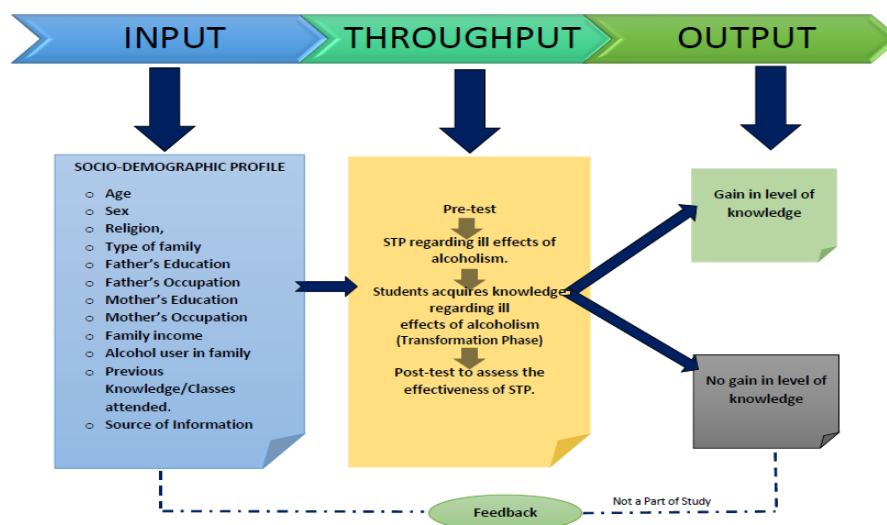 INPUT
THROUGHPUT
OUTPUT
SOCIO-DEMOGRAPHIC PROFILE
o Age
o Sex
o Religion,
o Type of family
o Father's Education
o Father's Occupation
o Mother's Education
o Mother's Occupation
o Family income
o Alcohol user in family
o Previous
Knowledge/Classes
attended.
o Source of Information
Pre-test
STP regarding ill effects of
alcoholism.
Students acquires knowledge
regarding ill
effects of alcoholism
(Transformation Phase)
Post-test to assess the
effectiveness of STP.
Gain in level of
knowledge
No gain in level of
knowledge
Feedback
Not a Part of Study